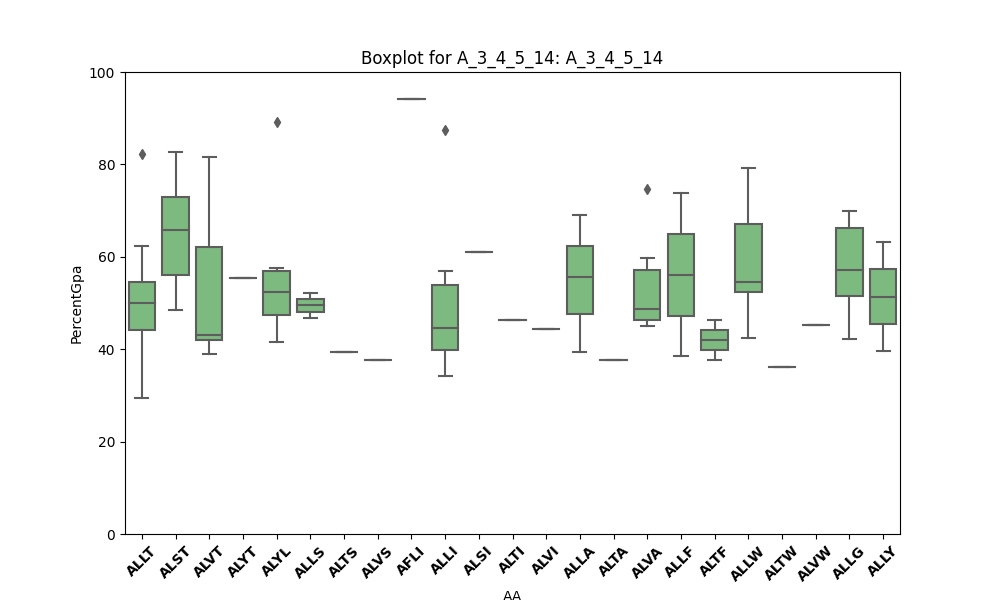 Boxplot for A_3_4_5_14: A_3_4_5_14
100
80
60
40
20
0
PercentGpa
ALLT ALST ALVT ALYT ALYL ALLS ALTS ALVS AFLI ALLI ALSI ALTI ALVI ALLA ALTA ALVA ALLF ALTF ALLW ALTW ALVW ALLG ALLY
AA